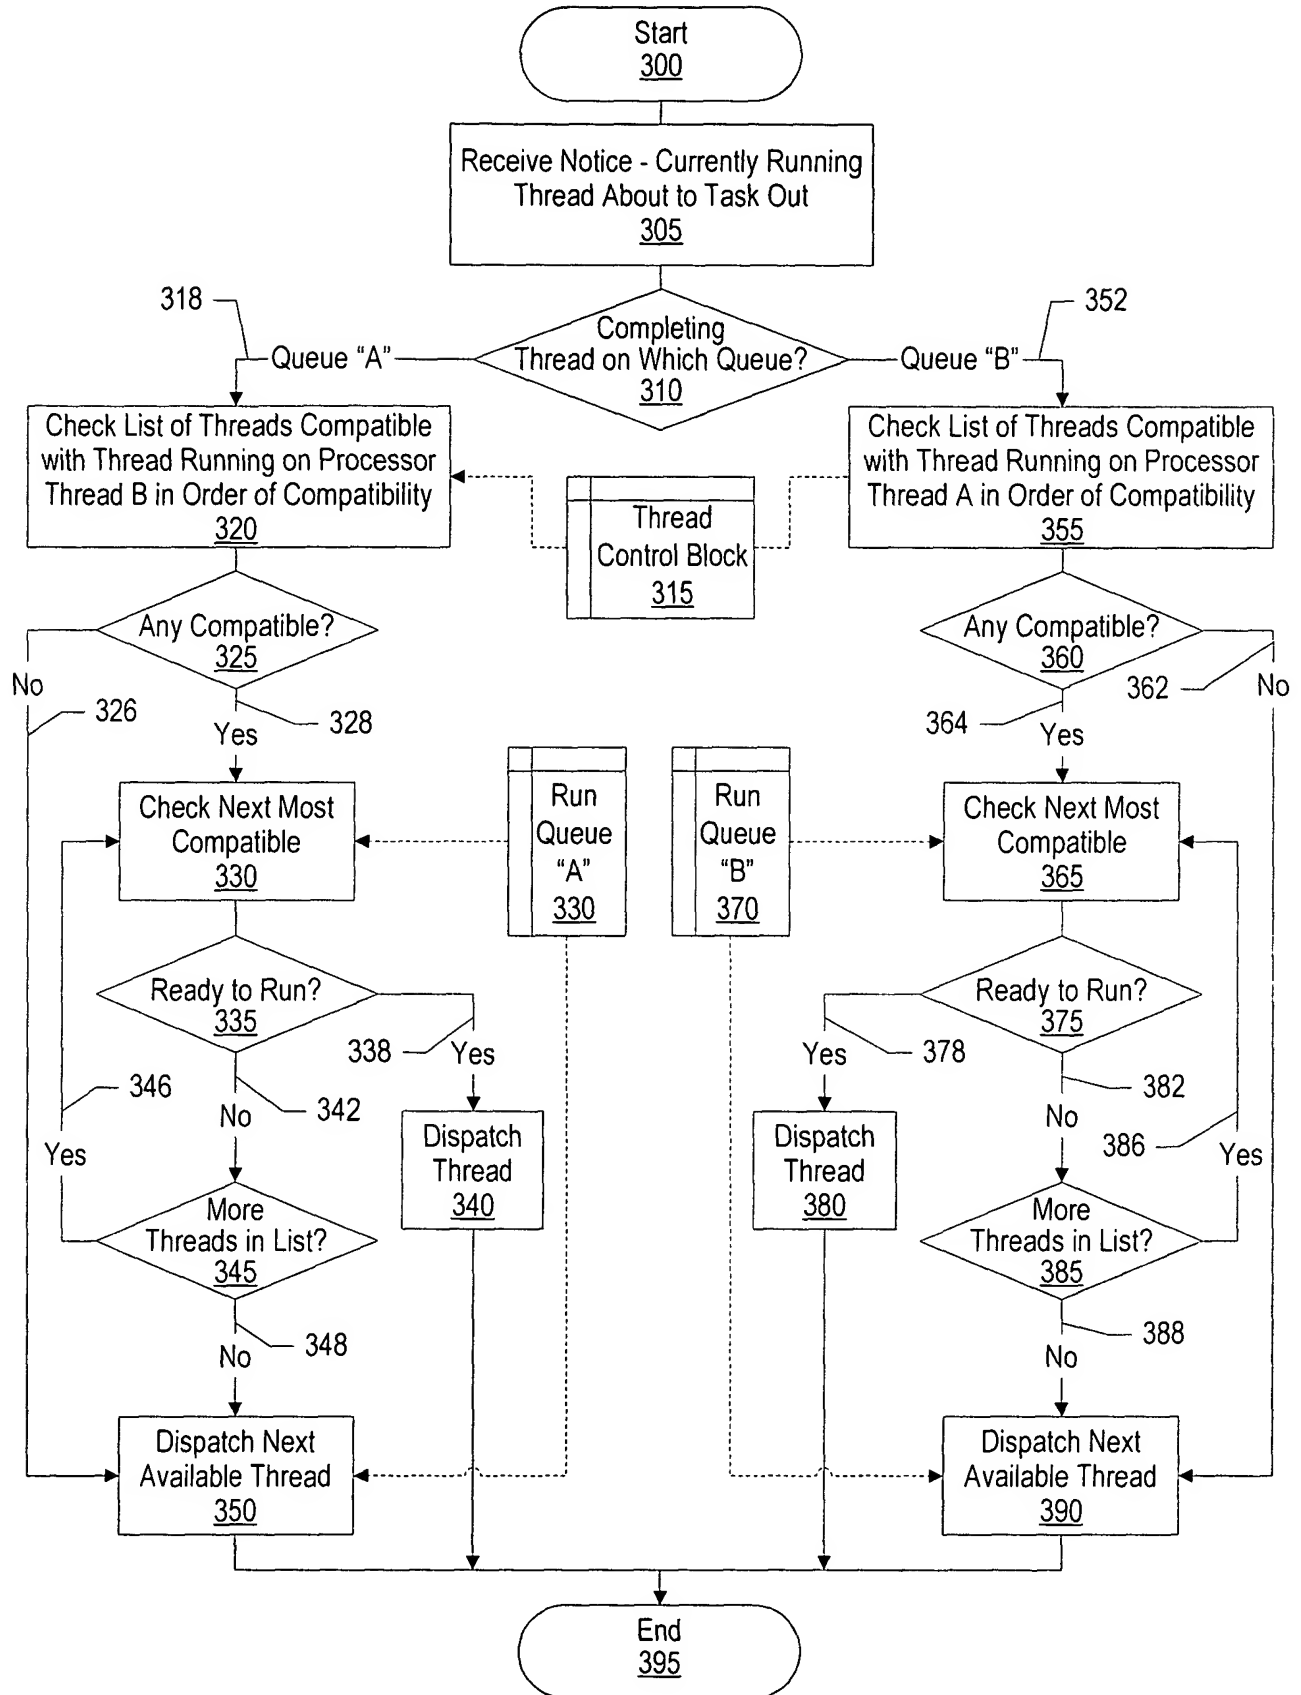 Start
300
Receive Notice - Currently Running
Thread About to Task Out
305
318
352
Completing
Thread on Which Queue?
310
Queue “A”
Queue “B”
Check List of Threads Compatible
with Thread Running on Processor
Thread B in Order of Compatibility
320
Thread
Control Block
315
Check List of Threads Compatible
with Thread Running on Processor
Thread A in Order of Compatibility
355
Any Compatible?
325
Any Compatible?
360
No
326
328
Yes
362
No
364
Yes
Check Next Most
Compatible
330
Run
Queue
“A”
330
Run
Queue
“B”
370
Check Next Most
Compatible
365
Ready to Run?
335
Ready to Run?
375
338
Yes
Yes
378
346
342
No
382
No
386
Yes
Yes
Dispatch
Thread
340
Dispatch
Thread
380
More
Threads in List?
345
More
Threads in List?
385
348
No
388
No
Dispatch Next
Available Thread
350
Dispatch Next
Available Thread
390
End
395